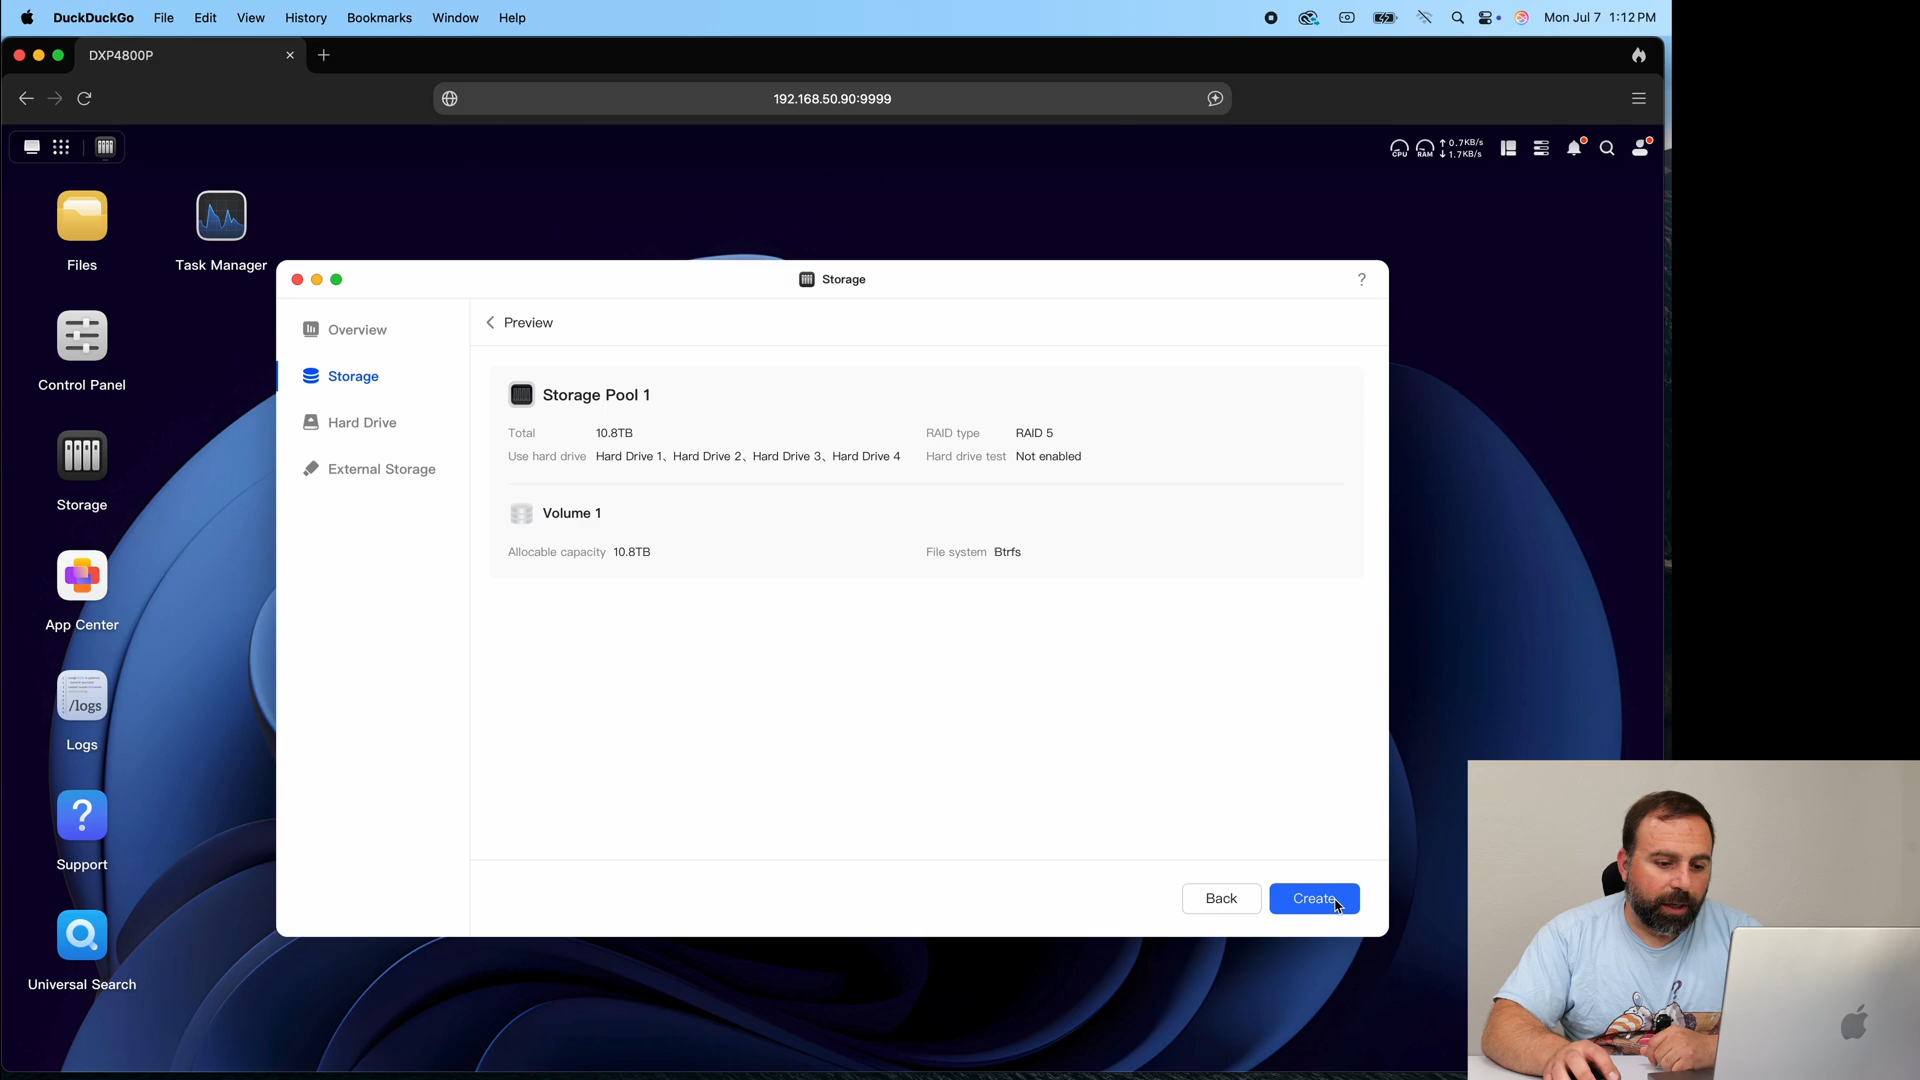 DuckDuckGo File Edit View History Bookmarks Window Help
Mon Jul 7 1:12 PM
DXP4800P
192.168.50.90:9999
CPU RAM ↑ 0.7KB/s
↓ 1.7KB/s
Files
Task Manager
Control Panel
Storage
App Center
/logs
Logs
?
Support
Universal Search
Storage
?
Overview
Storage
Hard Drive
External Storage
Preview
Storage Pool 1
Total 10.8TB
RAID type RAID 5
Use hard drive Hard Drive 1、Hard Drive 2、Hard Drive 3、Hard Drive 4
Hard drive test Not enabled
Volume 1
Allocable capacity 10.8TB
File system Btrfs
Back
Create